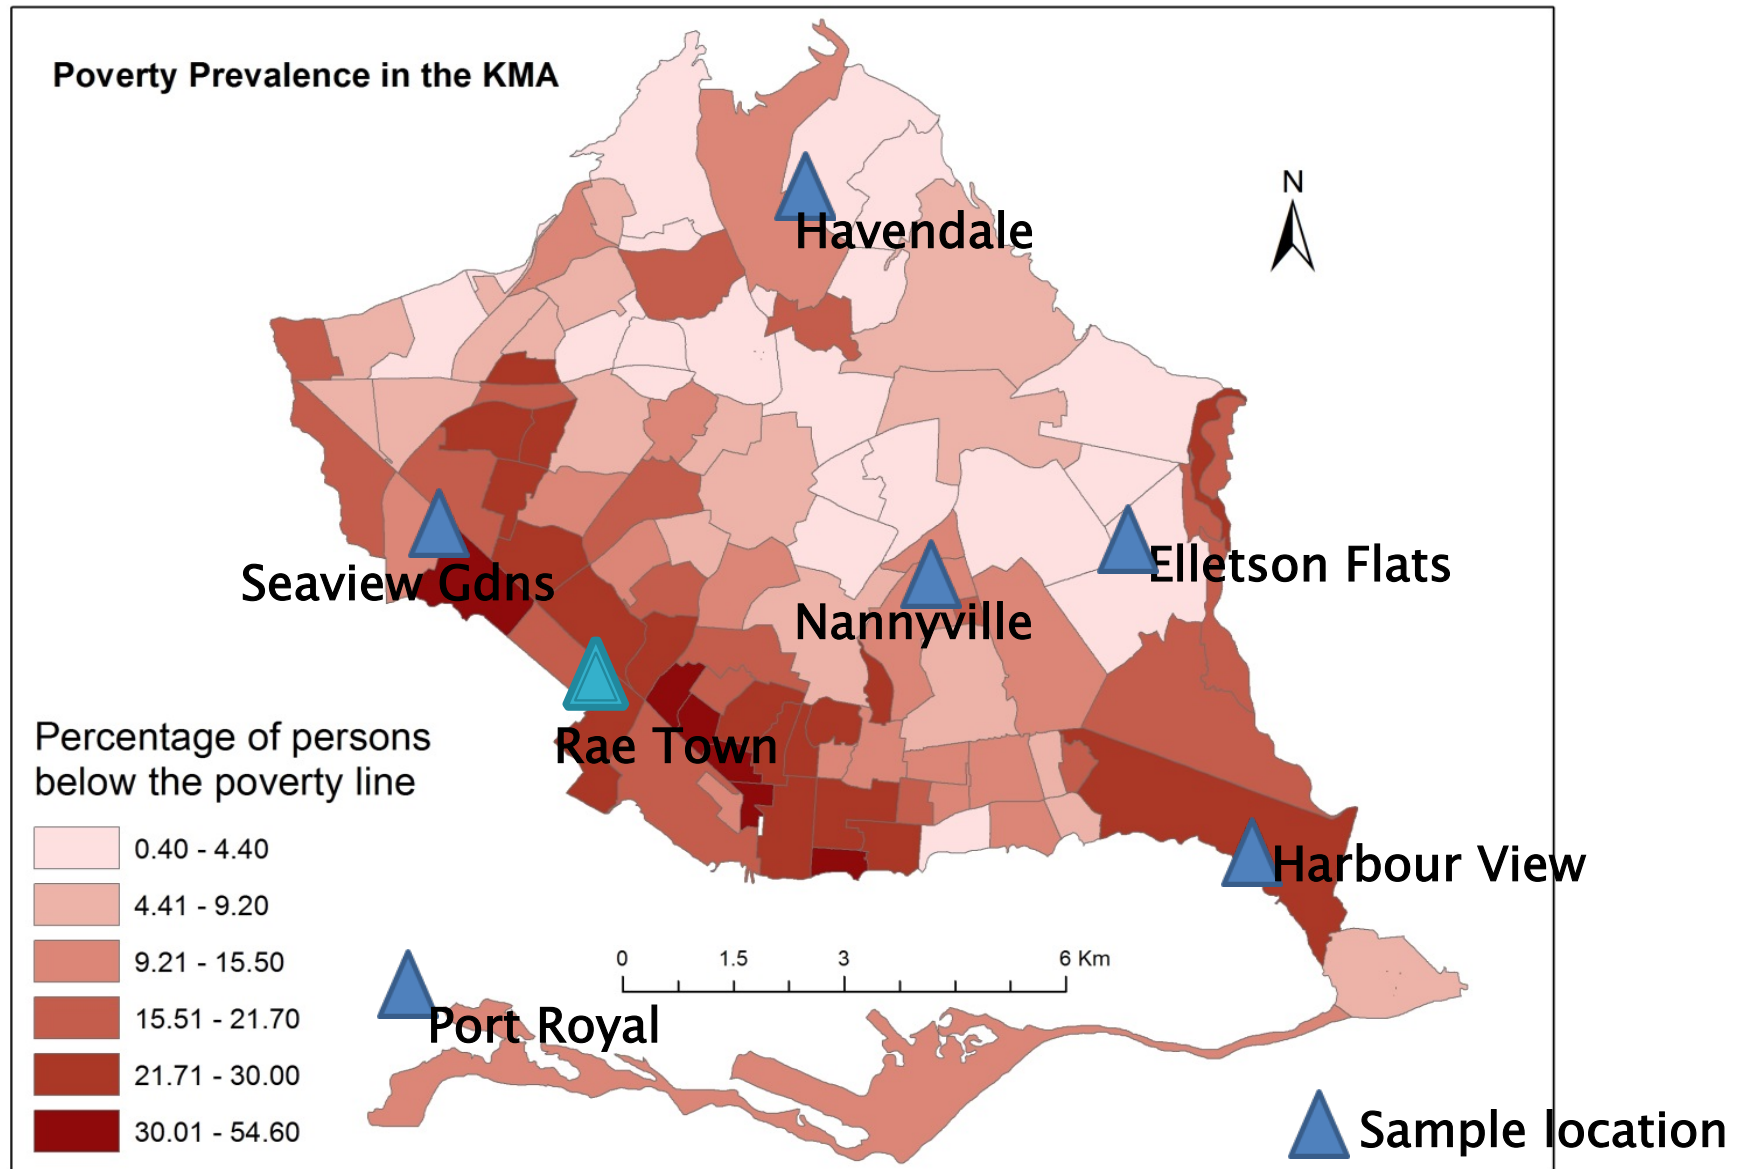 Poverty Prevalence in the KMA
N
Havendale
Elletson Flats
Seaview Gdns
Nannyville
Rae Town
Harbour View
Percentage of persons
below the poverty line
0.40 - 4.40
4.41 - 9.20
9.21 - 15.50
15.51 - 21.70
21.71 - 30.00
30.01 - 54.60
0 1.5 3 6 Km
Port Royal
Sample location